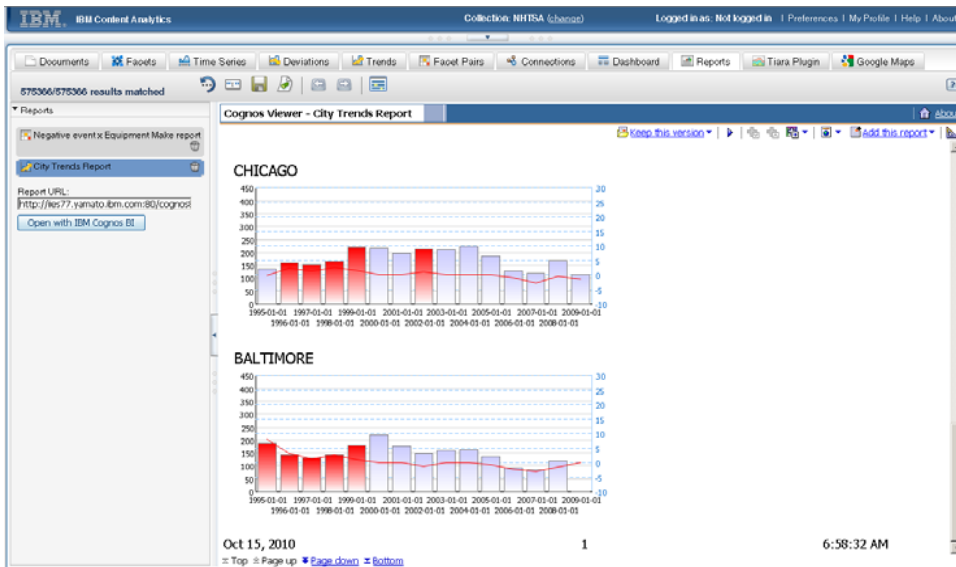 IBM. IBM Content Analytics Collection: NHTSA (change) Logged in as: Not logged in | Preferences | My Profile | Help | About
Documents Facets Time Series Deviations Trends Facet Pairs Connections Dashboard Reports Tiara Plugin Google Maps
575366/575366 results matched
Reports
Cognos Viewer - City Trends Report
Keep this version Add this report
Negative event x Equipment Make report
City Trends Report
Report URL:
http://ies77.yamato.ibm.com:80/cognos
Open with IBM Cognos BI
CHICAGO
450 30
400 25
350 20
300 15
250 10
200 5
150 0
100 -5
50
0 -10
1995-01-01 1997-01-01 1999-01-01 2001-01-01 2003-01-01 2005-01-01 2007-01-01 2009-01-01
1996-01-01 1998-01-01 2000-01-01 2002-01-01 2004-01-01 2006-01-01 2008-01-01
BALTIMORE
450 30
400 25
350 20
300 15
250 10
200 5
150 0
100 -5
50
0 -10
1995-01-01 1997-01-01 1999-01-01 2001-01-01 2003-01-01 2005-01-01 2007-01-01 2009-01-01
1996-01-01 1998-01-01 2000-01-01 2002-01-01 2004-01-01 2006-01-01 2008-01-01
Oct 15, 2010 1 6:58:32 AM
Top Page up Page down Bottom